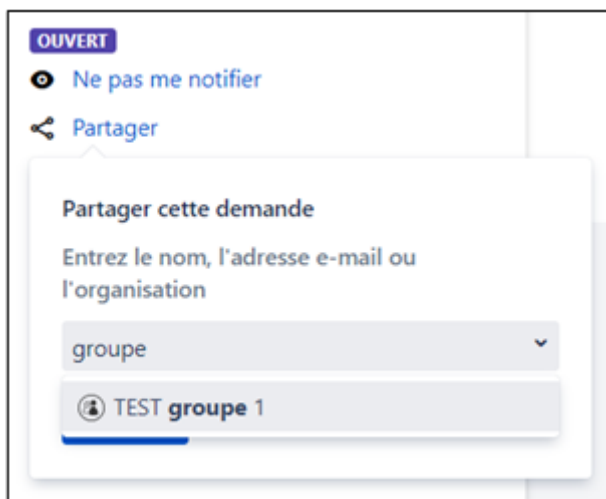 OUVERT
Ne pas me notifier
Partager
Partager cette demande
Entrez le nom, l'adresse e-mail ou
l'organisation
groupe
TEST groupe 1